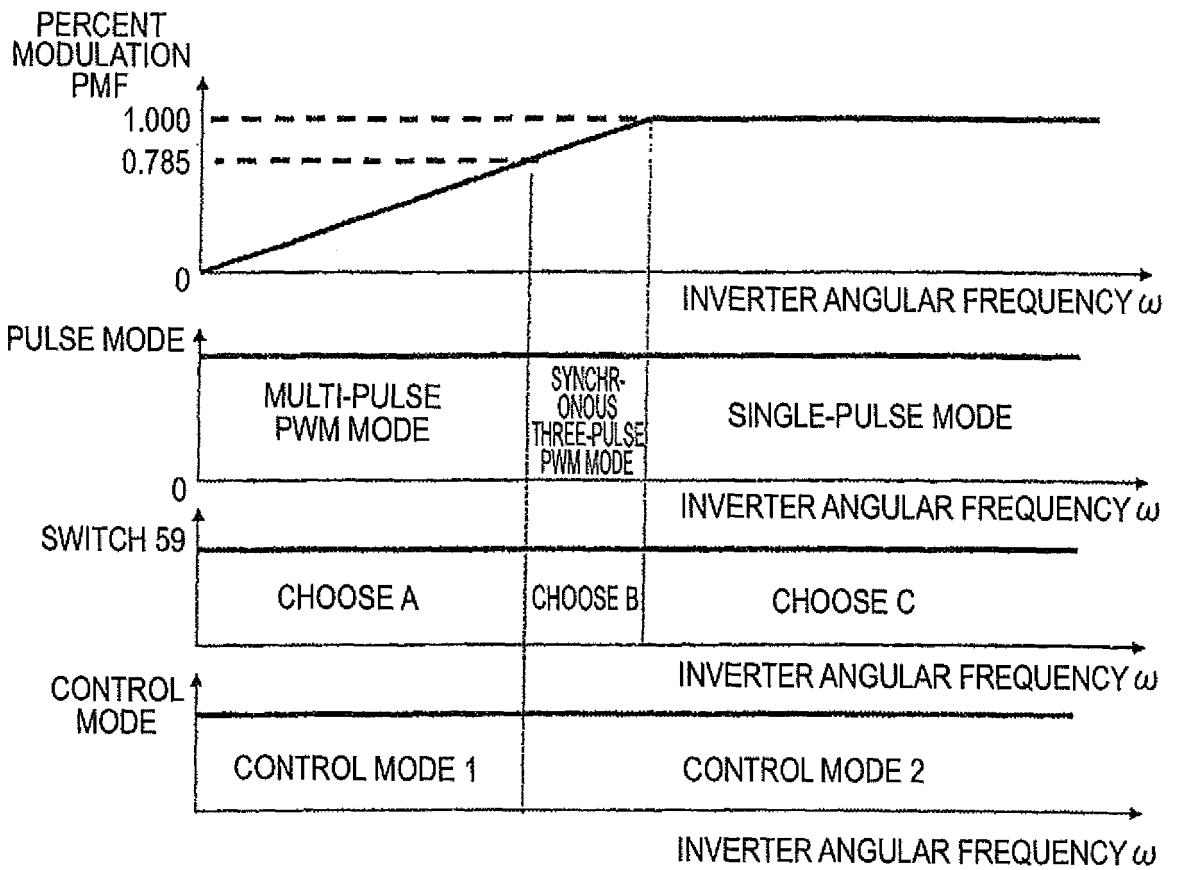 PERCENT
MODULATION
PMF
1.000
0.785
0
INVERTER ANGULAR FREQUENCY ω
PULSE MODE
MULTI-PULSE
PWM MODE
SYNCHR-
ONOUS
THREE-PULSE
PWM MODE
SINGLE-PULSE MODE
0
INVERTER ANGULAR FREQUENCY ω
SWITCH 59
CHOOSE A
CHOOSE B
CHOOSE C
INVERTER ANGULAR FREQUENCY ω
CONTROL
MODE
CONTROL MODE 1
CONTROL MODE 2
INVERTER ANGULAR FREQUENCY ω